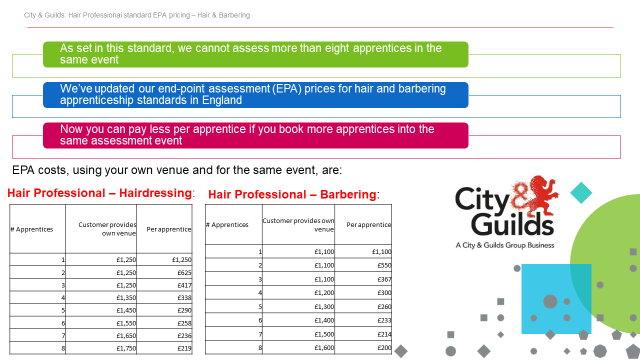 City & Guilds: Hair Professional standard EPA pricing – Hair & Barbering
As set in this standard, we cannot assess more than eight apprentices in the
same event
We’ve updated our end-point assessment (EPA) prices for hair and barbering
apprenticeship standards in England
Now you can pay less per apprentice if you book more apprentices into the
same assessment event
EPA costs, using your own venue and for the same event, are:
Hair Professional – Hairdressing:
# Apprentices Customer provides own venue Per apprentice
1 £1,250 £1,250
2 £1,250 £625
3 £1,250 £417
4 £1,350 £338
5 £1,450 £290
6 £1,550 £258
7 £1,650 £236
8 £1,750 £219
Hair Professional – Barbering:
# Apprentices Customer provides own venue Per apprentice
1 £1,100 £1,100
2 £1,100 £550
3 £1,100 £367
4 £1,200 £300
5 £1,300 £260
6 £1,400 £233
7 £1,500 £214
8 £1,600 £200
City&
Guilds
A City & Guilds Group Business